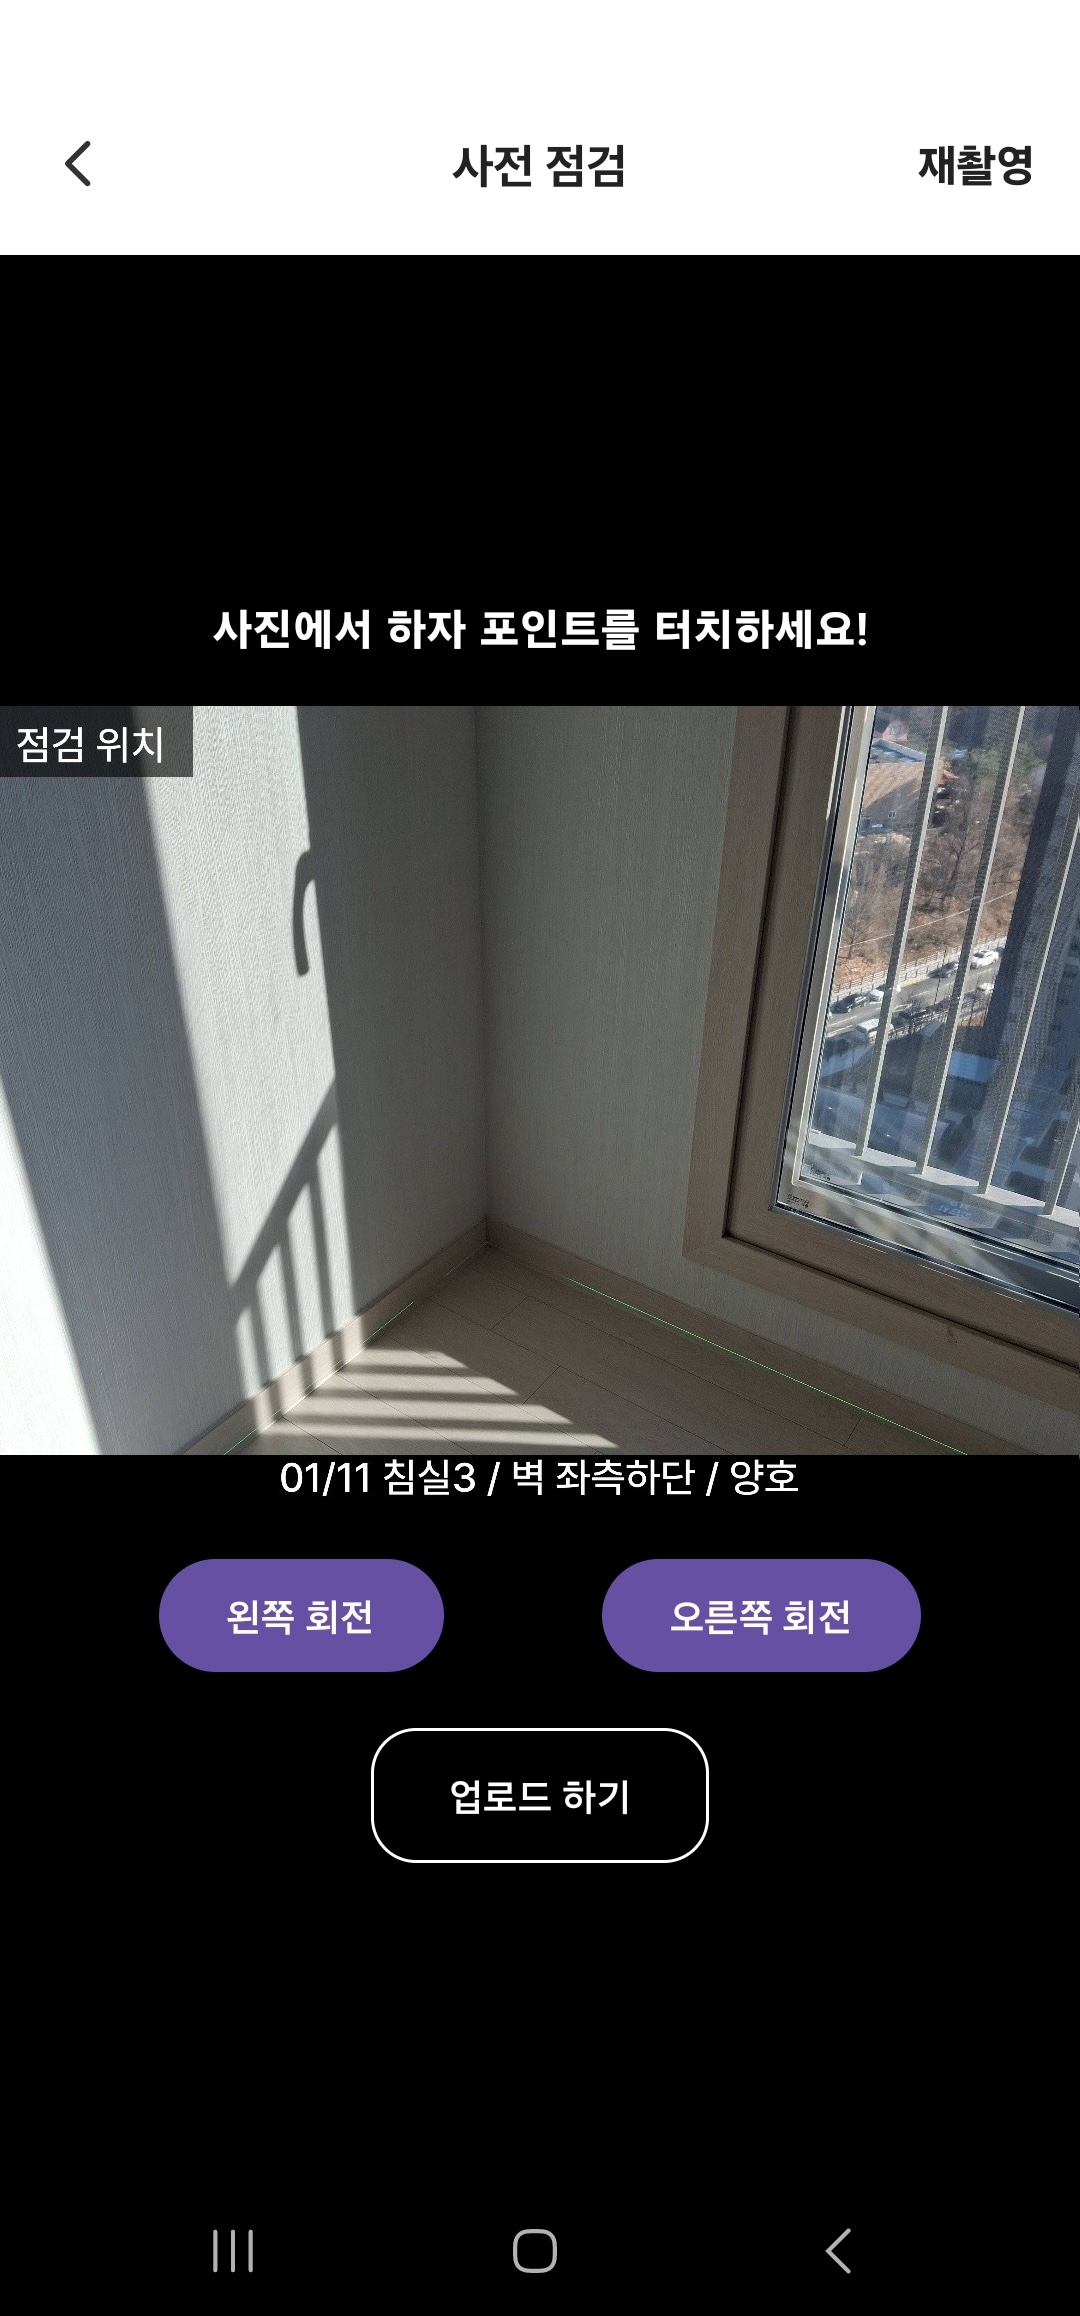 사전 점검
재촬영
사진에서 하자 포인트를 터치하세요!
점검 위치
01/11 침실3 / 벽 좌측하단 / 양호
왼쪽 회전
오른쪽 회전
업로드 하기